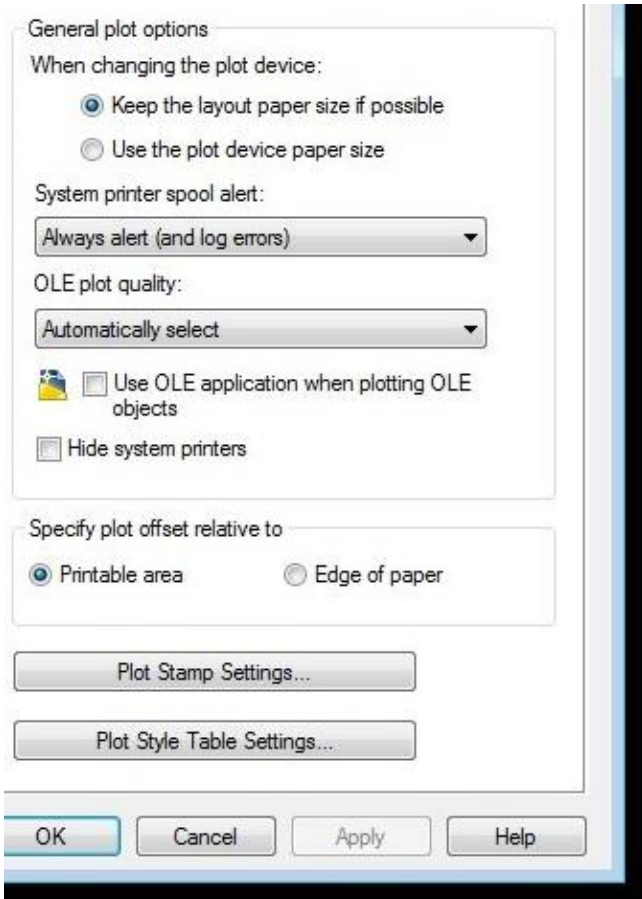 General plot options
When changing the plot device:
Keep the layout paper size if possible
Use the plot device paper size
System printer spool alert:
Always alert (and log errors)
OLE plot quality:
Automatically select
Use OLE application when plotting OLE
objects
Hide system printers
Specify plot offset relative to
Printable area
Edge of paper
Plot Stamp Settings...
Plot Style Table Settings...
OK
Cancel
Apply
Help